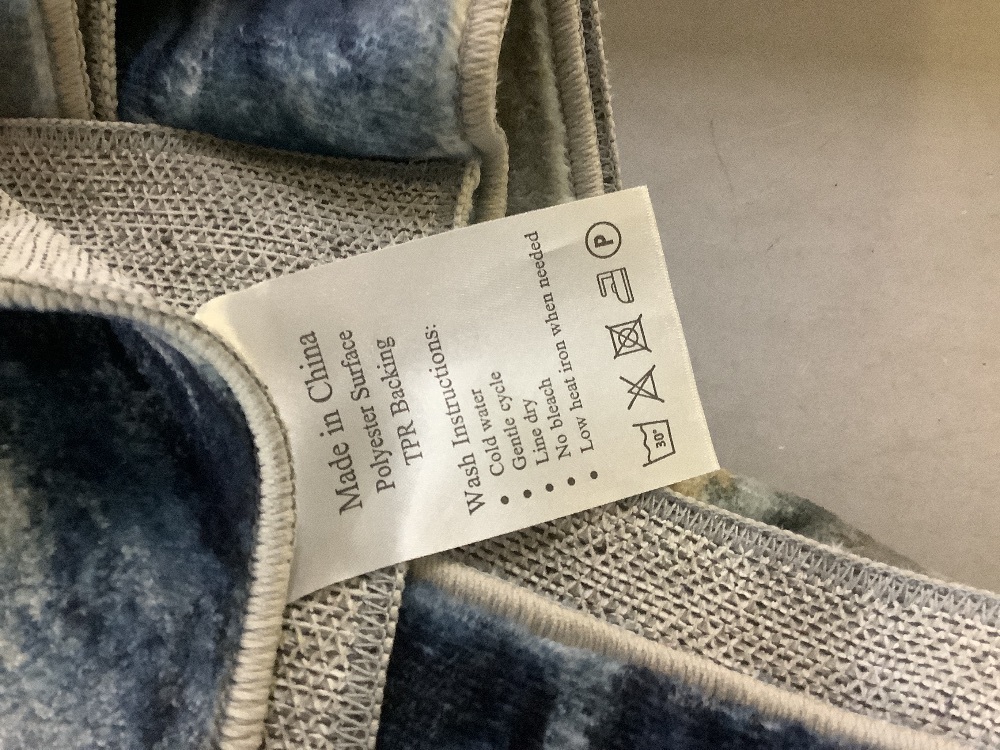 Made in China
Polyester Surface
TPR Backing
Wash Instructions:
• Cold water
• Gentle cycle
• Line dry
• No bleach
• Low heat iron when needed
30°
P